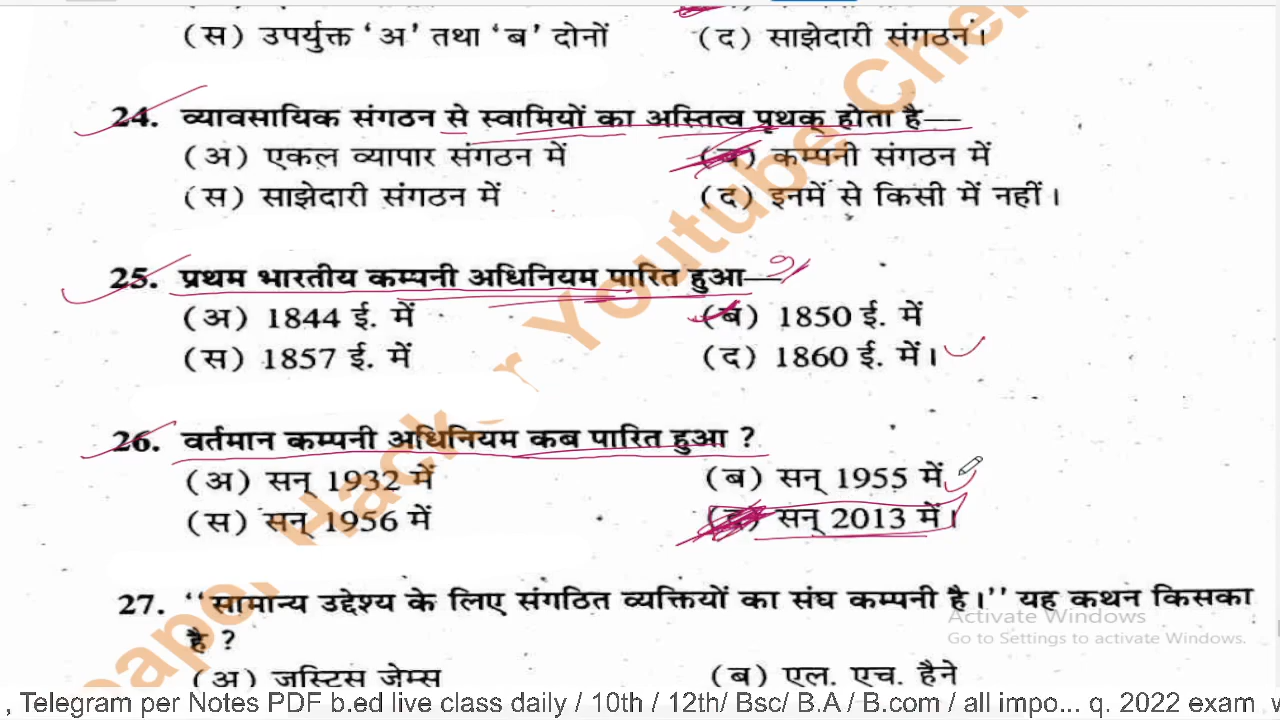 (स) उपर्युक्त ‘अ’ तथा ‘ब’ दोनों (द) साझेदारी संगठन।
24. व्यावसायिक संगठन से स्वामियों का अस्तित्व पृथक् होता है—
(अ) एकल व्यापार संगठन में (ब) कम्पनी संगठन में
(स) साझेदारी संगठन में (द) इनमें से किसी में नहीं।
25. प्रथम भारतीय कम्पनी अधिनियम पारित हुआ—
(अ) 1844 ई. में (ब) 1850 ई. में
(स) 1857 ई. में (द) 1860 ई. में।
26. वर्तमान कम्पनी अधिनियम कब पारित हुआ ?
(अ) सन् 1932 में (ब) सन् 1955 में
(स) सन् 1956 में (द) सन् 2013 में।
27. ‘‘सामान्य उद्देश्य के लिए संगठित व्यक्तियों का संघ कम्पनी है।’’ यह कथन किसका
है ?
(अ) जस्टिस जेम्स (ब) एल. एच. हैने
paper Hacker Youtube
Activate Windows
Go to Settings to activate Windows.
, Telegram per Notes PDF b.ed live class daily / 10th / 12th/ Bsc/ B.A / B.com / all impo... q. 2022 exam